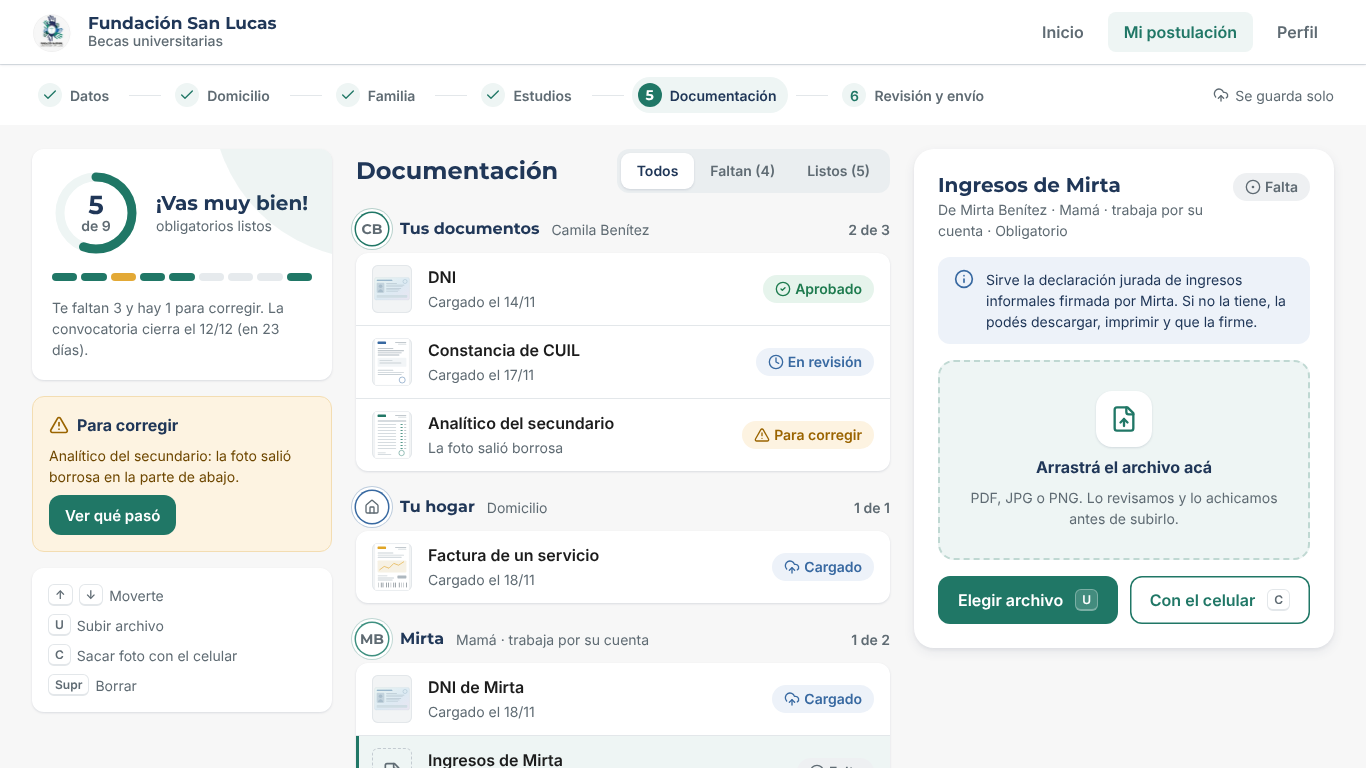 Fundación San Lucas
Becas universitarias
Inicio
Mi postulación
Perfil
Datos
Domicilio
Familia
Estudios
5 Documentación
6 Revisión y envío
Se guarda solo
5
de 9
¡Vas muy bien!
obligatorios listos
Te faltan 3 y hay 1 para corregir. La
convocatoria cierra el 12/12 (en 23
días).
Para corregir
Analítico del secundario: la foto salió
borrosa en la parte de abajo.
Ver qué pasó
↑ ↓ Moverte
U Subir archivo
C Sacar foto con el celular
Supr Borrar
Documentación
Todos
Faltan (4)
Listos (5)
CB Tus documentos Camila Benítez 2 de 3
DNI
Cargado el 14/11
Aprobado
Constancia de CUIL
Cargado el 17/11
En revisión
Analítico del secundario
La foto salió borrosa
Para corregir
Tu hogar Domicilio 1 de 1
Factura de un servicio
Cargado el 18/11
Cargado
MB Mirta Mamá · trabaja por su cuenta 1 de 2
DNI de Mirta
Cargado el 18/11
Cargado
Ingresos de Mirta
Ingresos de Mirta
Falta
De Mirta Benítez · Mamá · trabaja por su
cuenta · Obligatorio
Sirve la declaración jurada de ingresos
informales firmada por Mirta. Si no la tiene, la
podés descargar, imprimir y que la firme.
Arrastrá el archivo acá
PDF, JPG o PNG. Lo revisamos y lo achicamos
antes de subirlo.
Elegir archivo U
Con el celular C